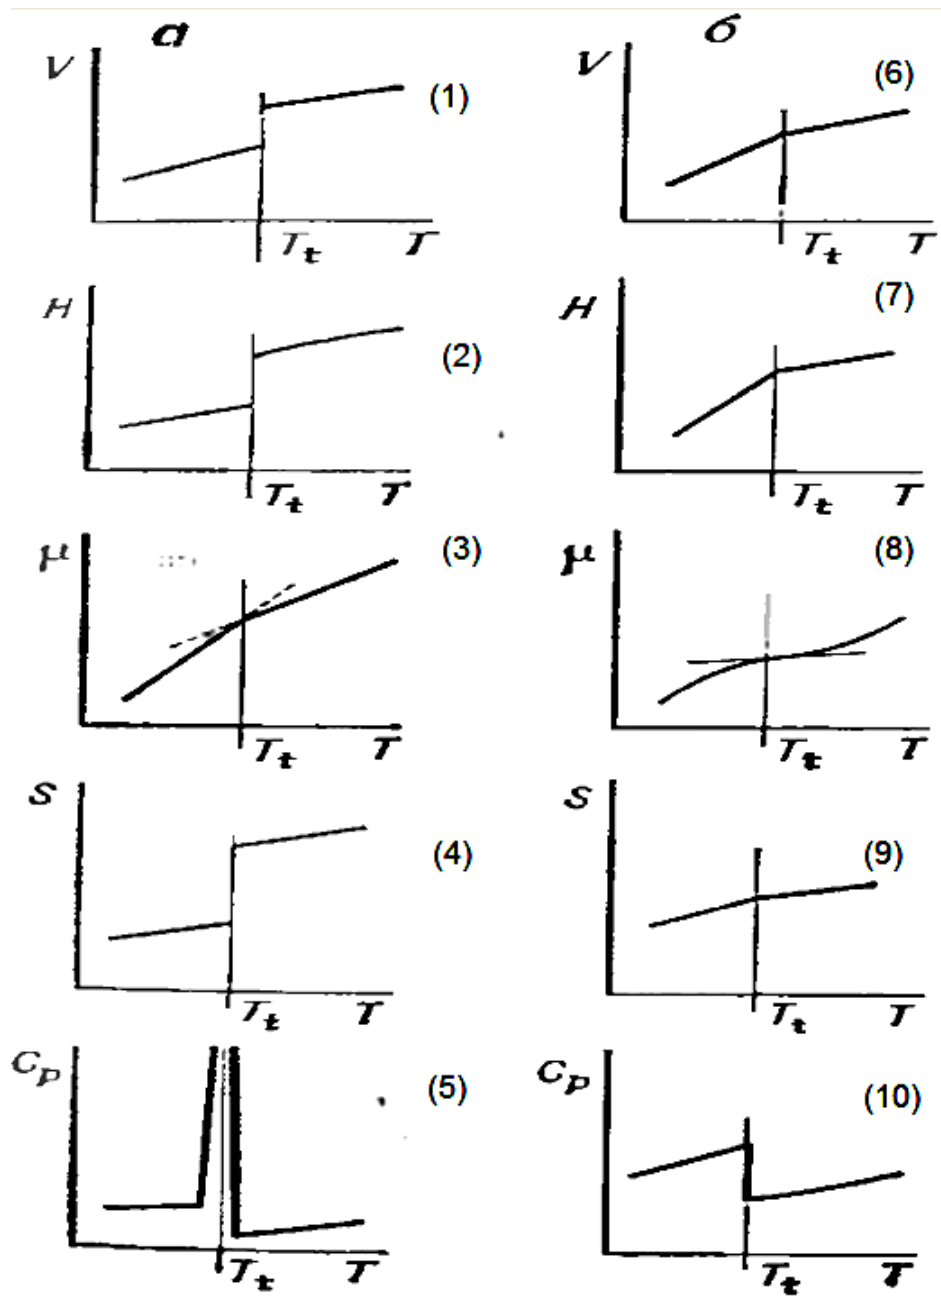 а б
V (1) V (6)
T_t T T_t T
H (2) H (7)
T_t T T_t T
μ (3) μ (8)
T_t T T_t T
S (4) S (9)
T_t T T_t T
C_p (5) C_p (10)
T_t T T_t T